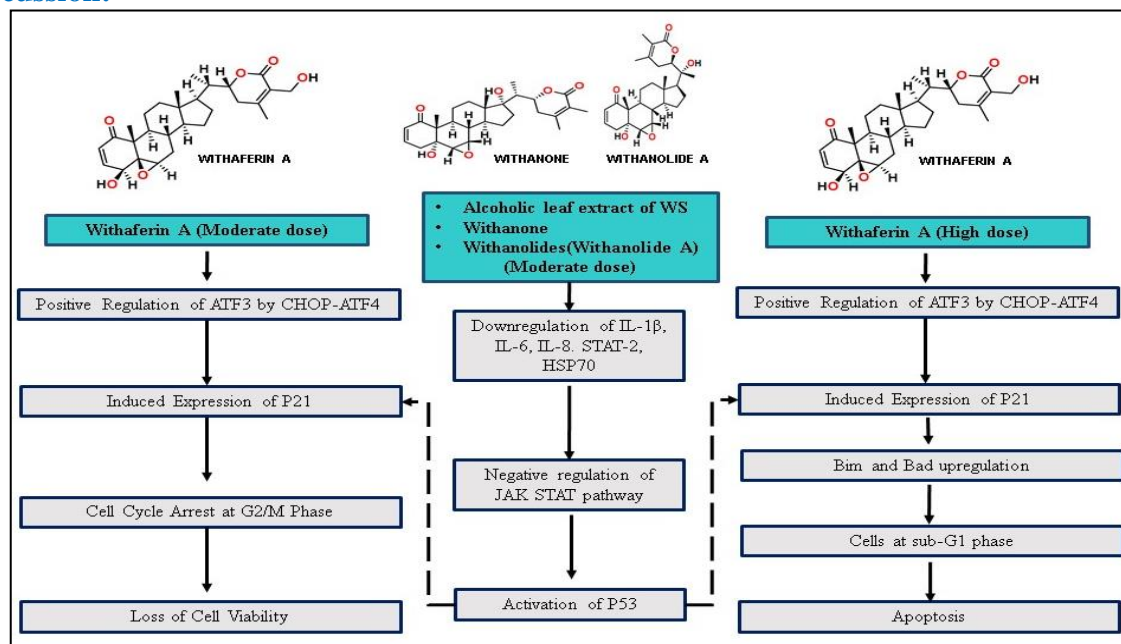 WITHAFERIN A
WITHANONE
WITHANOLIDE A
WITHAFERIN A
Withaferin A (Moderate dose)
Positive Regulation of ATF3 by CHOP-ATF4
Induced Expression of P21
Cell Cycle Arrest at G2/M Phase
Loss of Cell Viability
• Alcoholic leaf extract of WS
• Withanone
• Withanolides(Withanolide A)
(Moderate dose)
Downregulation of IL-1β,
IL-6, IL-8. STAT-2,
HSP70
Negative regulation of
JAK STAT pathway
Activation of P53
Withaferin A (High dose)
Positive Regulation of ATF3 by CHOP-ATF4
Induced Expression of P21
Bim and Bad upregulation
Cells at sub-G1 phase
Apoptosis